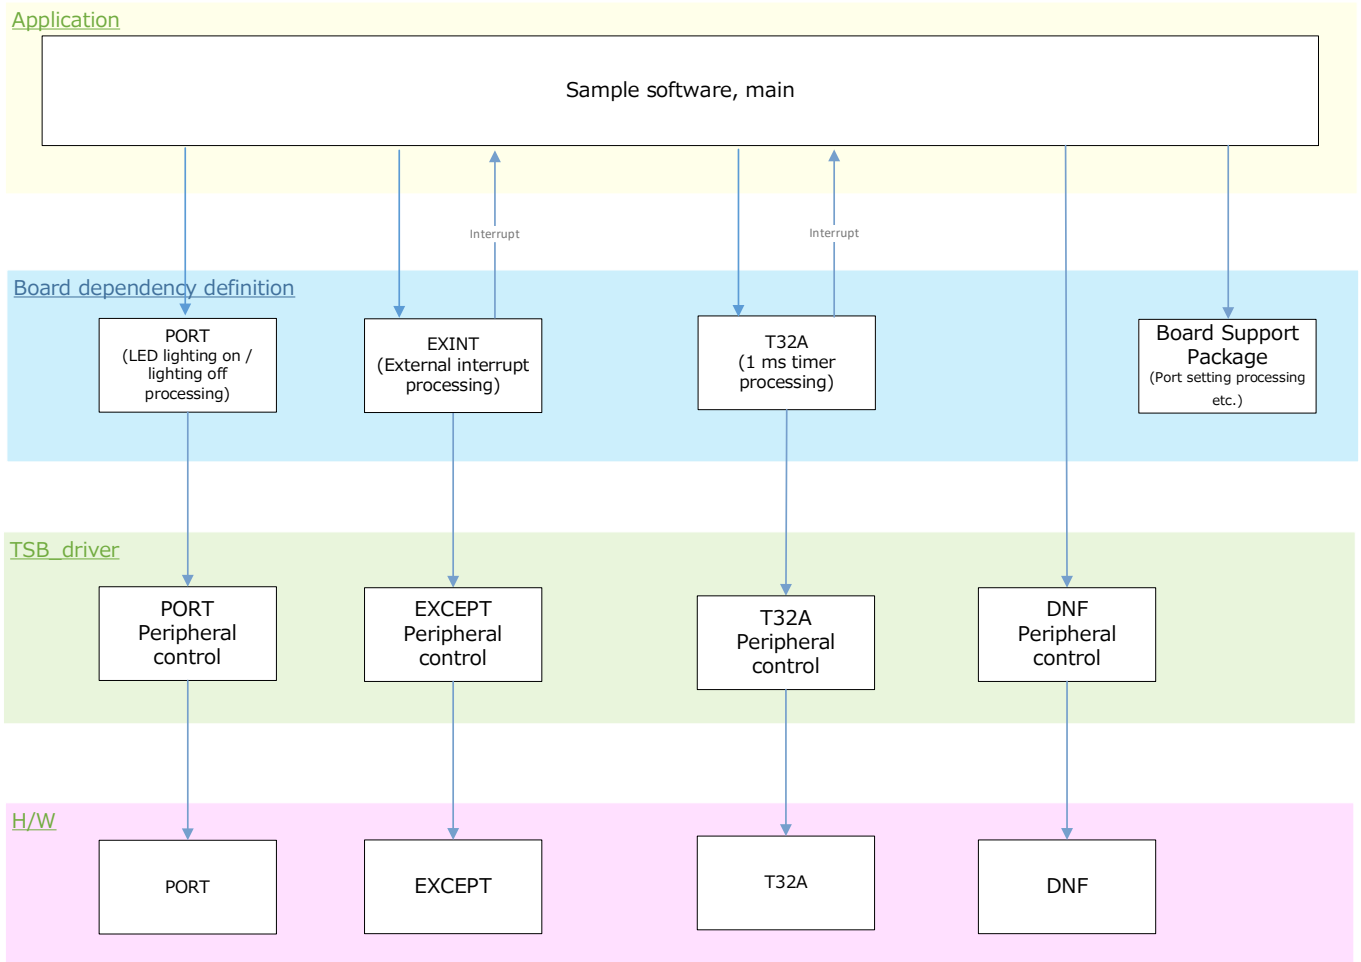 Application
Sample software, main
Interrupt
Interrupt
Board dependency definition
PORT
(LED lighting on /
lighting off
processing)
EXINT
(External interrupt
processing)
T32A
(1 ms timer
processing)
Board Support
Package
(Port setting processing
etc.)
TSB_driver
PORT
Peripheral
control
EXCEPT
Peripheral
control
T32A
Peripheral
control
DNF
Peripheral
control
H/W
PORT
EXCEPT
T32A
DNF